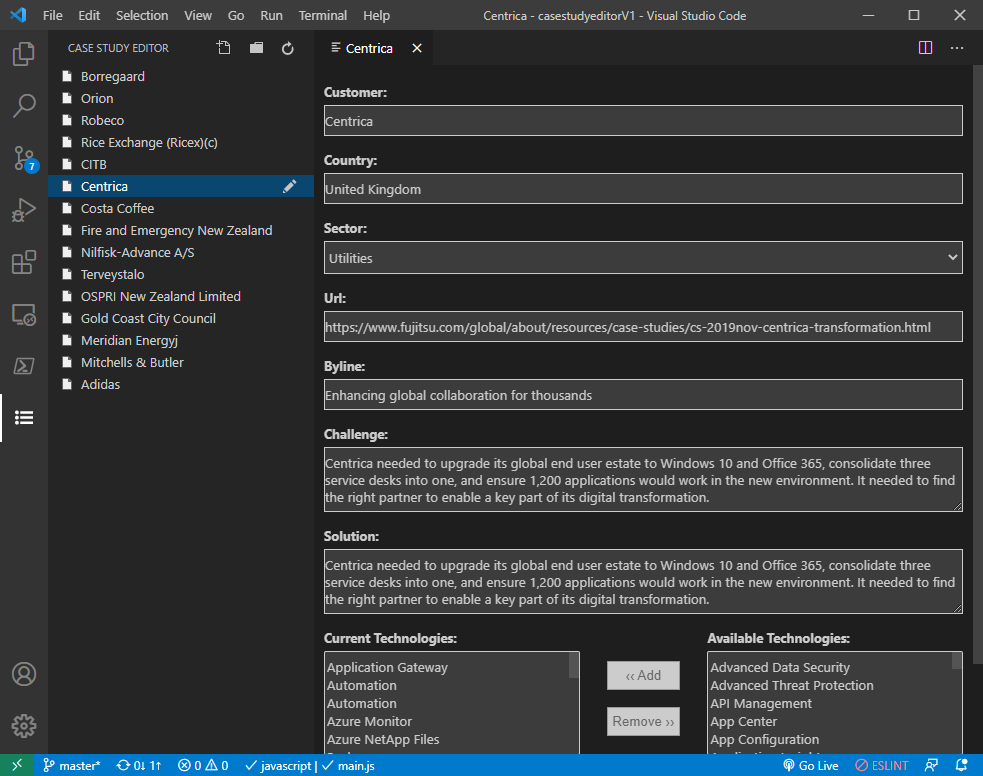 File Edit Selection View Go Run Terminal Help Centrica - casestudyeditorV1 - Visual Studio Code
CASE STUDY EDITOR
Borregaard
Orion
Robeco
Rice Exchange (Ricex)(c)
CITB
Centrica
Costa Coffee
Fire and Emergency New Zealand
Nilfisk-Advance A/S
Terveystalo
OSPRI New Zealand Limited
Gold Coast City Council
Meridian Energyj
Mitchells & Butler
Adidas
7
Centrica
Customer:
Centrica
Country:
United Kingdom
Sector:
Utilities
Url:
https://www.fujitsu.com/global/about/resources/case-studies/cs-2019nov-centrica-transformation.html
Byline:
Enhancing global collaboration for thousands
Challenge:
Centrica needed to upgrade its global end user estate to Windows 10 and Office 365, consolidate three
service desks into one, and ensure 1,200 applications would work in the new environment. It needed to find
the right partner to enable a key part of its digital transformation.
Solution:
Centrica needed to upgrade its global end user estate to Windows 10 and Office 365, consolidate three
service desks into one, and ensure 1,200 applications would work in the new environment. It needed to find
the right partner to enable a key part of its digital transformation.
Current Technologies:
Application Gateway
Automation
Automation
Azure Monitor
Azure NetApp Files
‹‹ Add
Remove ››
Available Technologies:
Advanced Data Security
Advanced Threat Protection
API Management
App Center
App Configuration
master* 0↓ 1↑ 0 0 javascript | main.js Go Live ESLINT